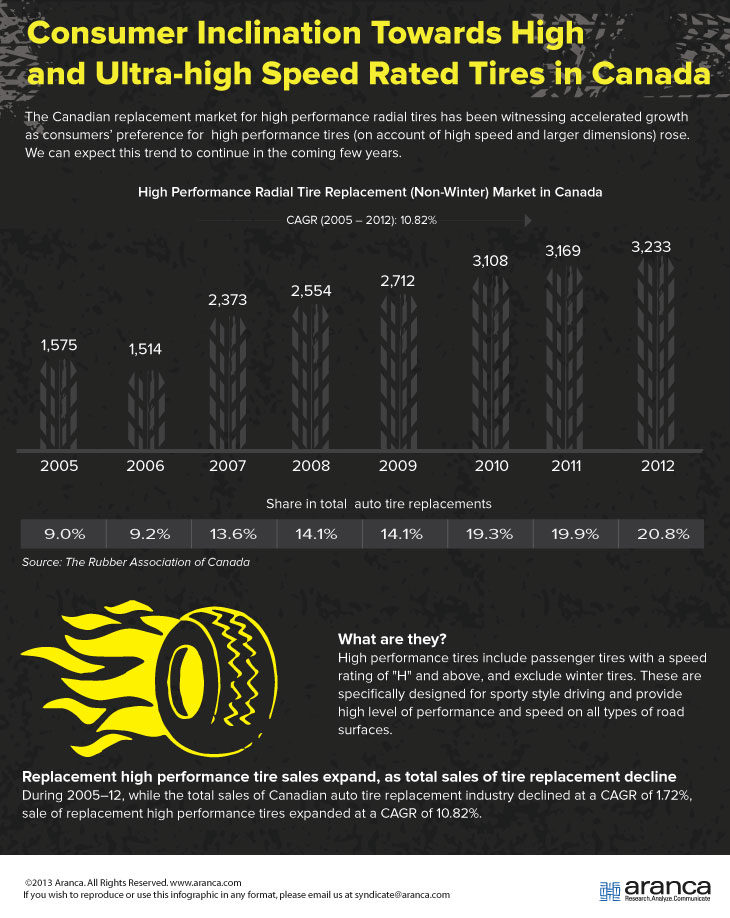 Consumer Inclination Towards High
and Ultra-high Speed Rated Tires in Canada
The Canadian replacement market for high performance radial tires has been witnessing accelerated growth
as consumers' preference for high performance tires (on account of high speed and larger dimensions) rose.
We can expect this trend to continue in the coming few years.
High Performance Radial Tire Replacement (Non-Winter) Market in Canada
CAGR (2005 – 2012): 10.82%
1,575 1,514 2,373 2,554 2,712 3,108 3,169 3,233
2005 2006 2007 2008 2009 2010 2011 2012
Share in total auto tire replacements
9.0% 9.2% 13.6% 14.1% 14.1% 19.3% 19.9% 20.8%
Source: The Rubber Association of Canada
What are they?
High performance tires include passenger tires with a speed
rating of "H" and above, and exclude winter tires. These are
specifically designed for sporty style driving and provide
high level of performance and speed on all types of road
surfaces.
Replacement high performance tire sales expand, as total sales of tire replacement decline
During 2005–12, while the total sales of Canadian auto tire replacement industry declined at a CAGR of 1.72%,
sale of replacement high performance tires expanded at a CAGR of 10.82%.
©2013 Aranca. All Rights Reserved. www.aranca.com
If you wish to reproduce or use this infographic in any format, please email us at syndicate@aranca.com
aranca
Research.Analyze.Communicate